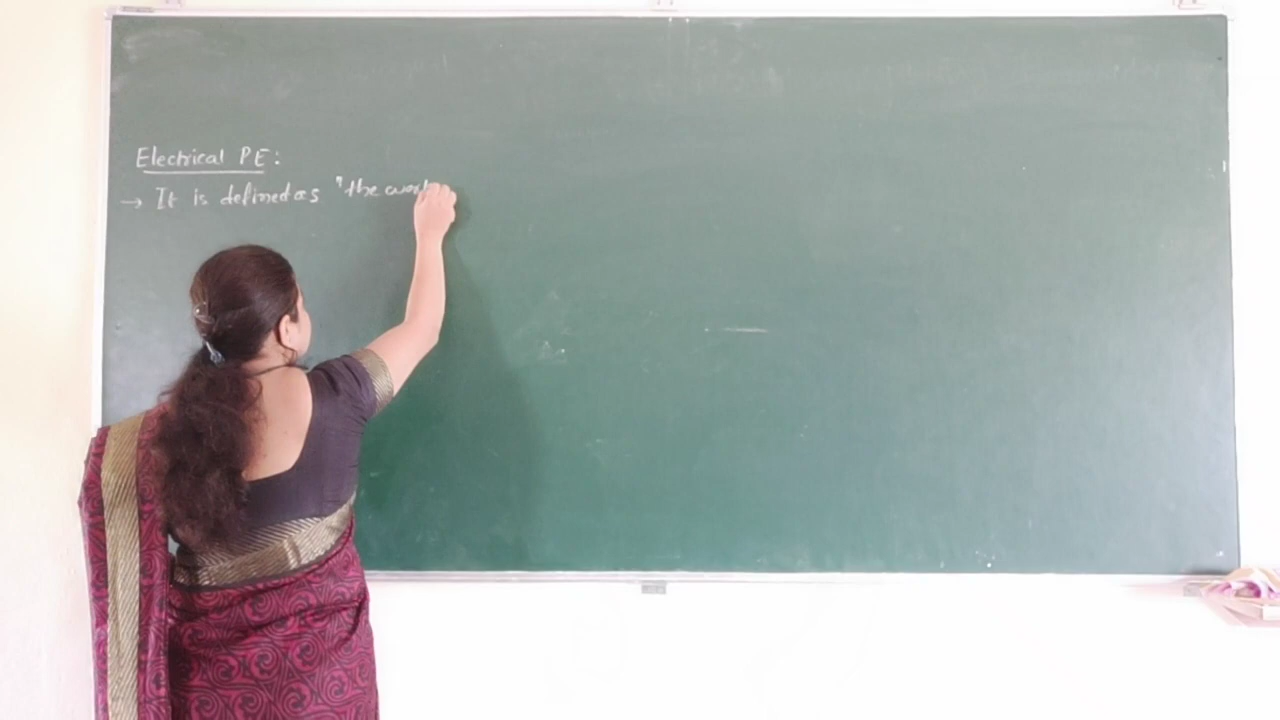 Electrical PE:
→ It is defined as "the work